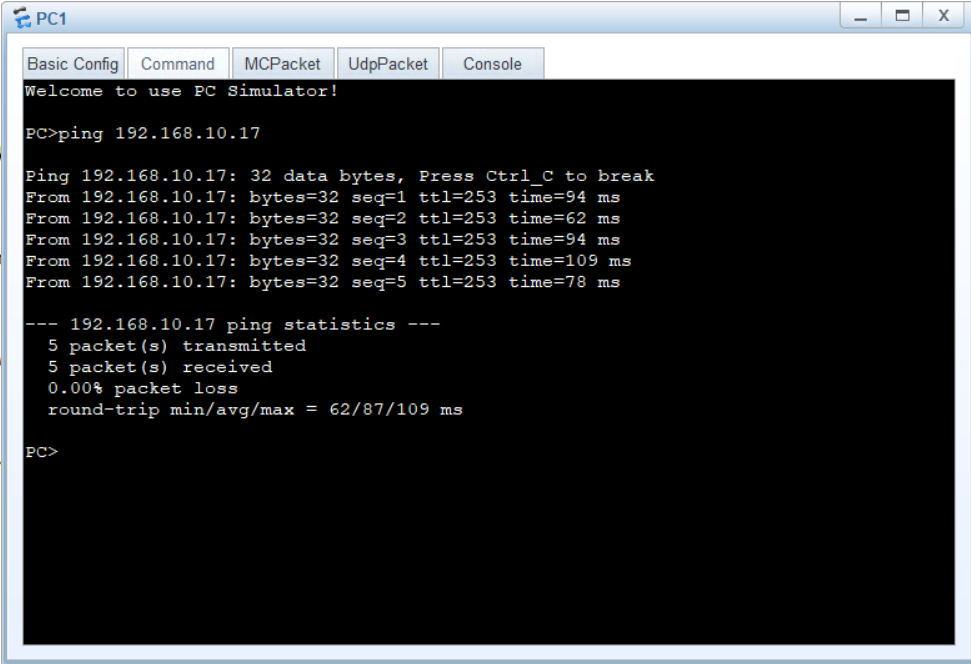 PC1
X
Basic Config Command MCPacket UdpPacket Console
Welcome to use PC Simulator!
PC>ping 192.168.10.17
Ping 192.168.10.17: 32 data bytes, Press Ctrl_C to break
From 192.168.10.17: bytes=32 seq=1 ttl=253 time=94 ms
From 192.168.10.17: bytes=32 seq=2 ttl=253 time=62 ms
From 192.168.10.17: bytes=32 seq=3 ttl=253 time=94 ms
From 192.168.10.17: bytes=32 seq=4 ttl=253 time=109 ms
From 192.168.10.17: bytes=32 seq=5 ttl=253 time=78 ms
--- 192.168.10.17 ping statistics ---
5 packet(s) transmitted
5 packet(s) received
0.00% packet loss
round-trip min/avg/max = 62/87/109 ms
PC>